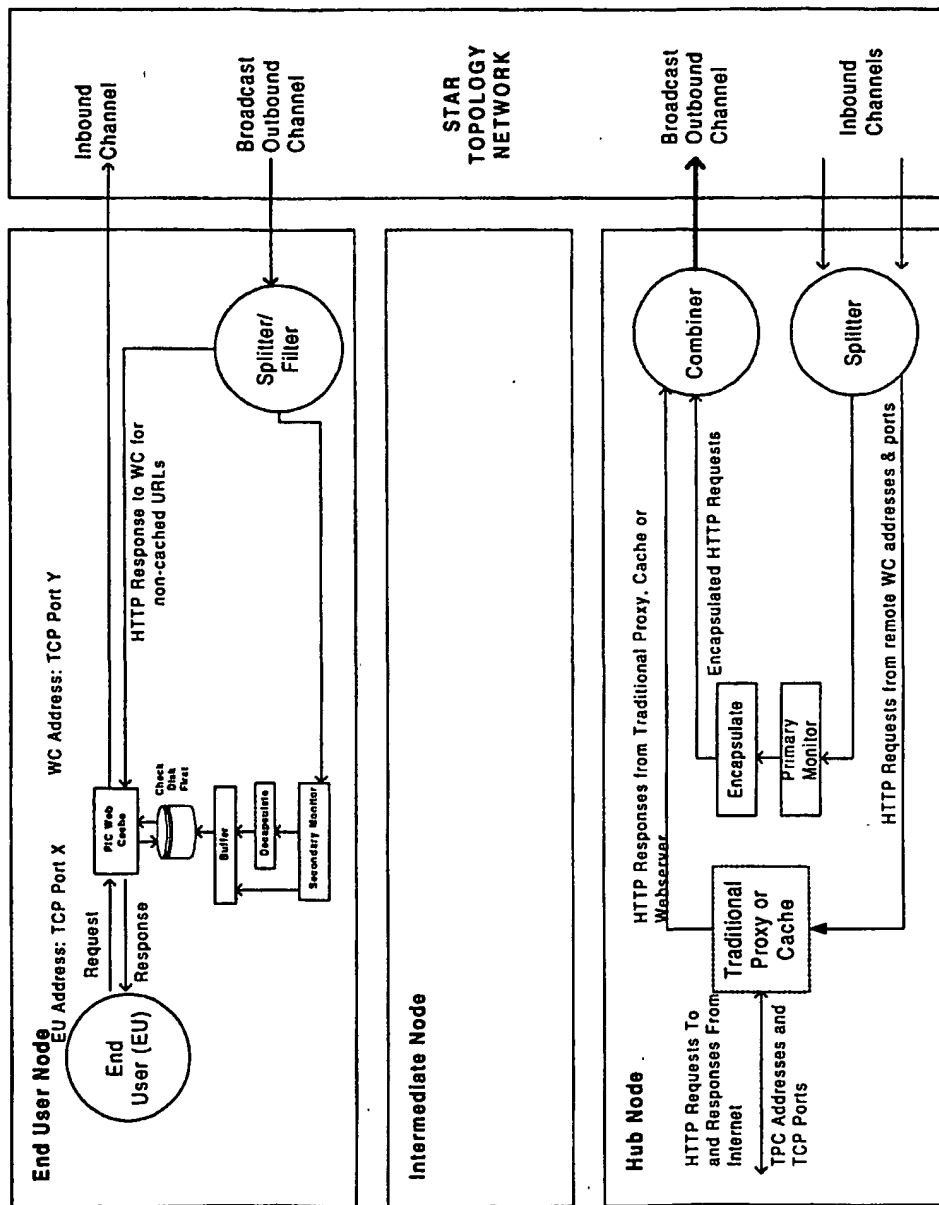 End User Node
EU Address: TCP Port X
WC Address: TCP Port Y
End
User (EU)
Request
Response
PIC Web
Cache
Check
Disk
First
Buffer
Decapsulate
Secondary Monitor
HTTP Response to WC for
non-cached URLs
Splitter/
Filter
Inbound
Channel
Broadcast
Outbound
Channel
Intermediate Node
STAR
TOPOLOGY
NETWORK
Hub Node
HTTP Requests To
and Responses From
Internet
TPC Addresses and
TCP Ports
Traditional
Proxy or
Cache
HTTP Responses from Traditional Proxy, Cache or
Webserver
Encapsulated HTTP Requests
Encapsulate
Primary
Monitor
HTTP Requests from remote WC addresses & ports
Combiner
Splitter
Broadcast
Outbound
Channel
Inbound
Channels